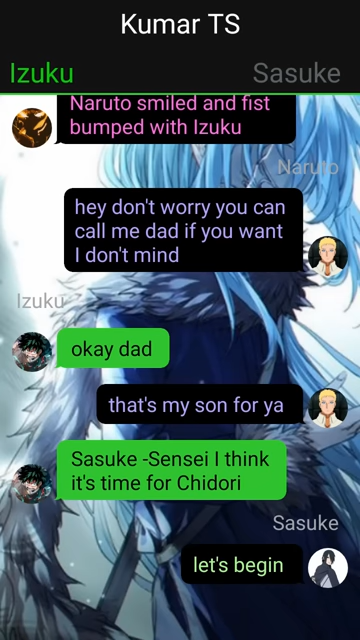 Kumar TS
Izuku Sasuke
Naruto smiled and fist
bumped with Izuku
Naruto
hey don't worry you can
call me dad if you want
I don't mind
Izuku
okay dad
that's my son for ya
Sasuke -Sensei I think
it's time for Chidori
Sasuke
let's begin